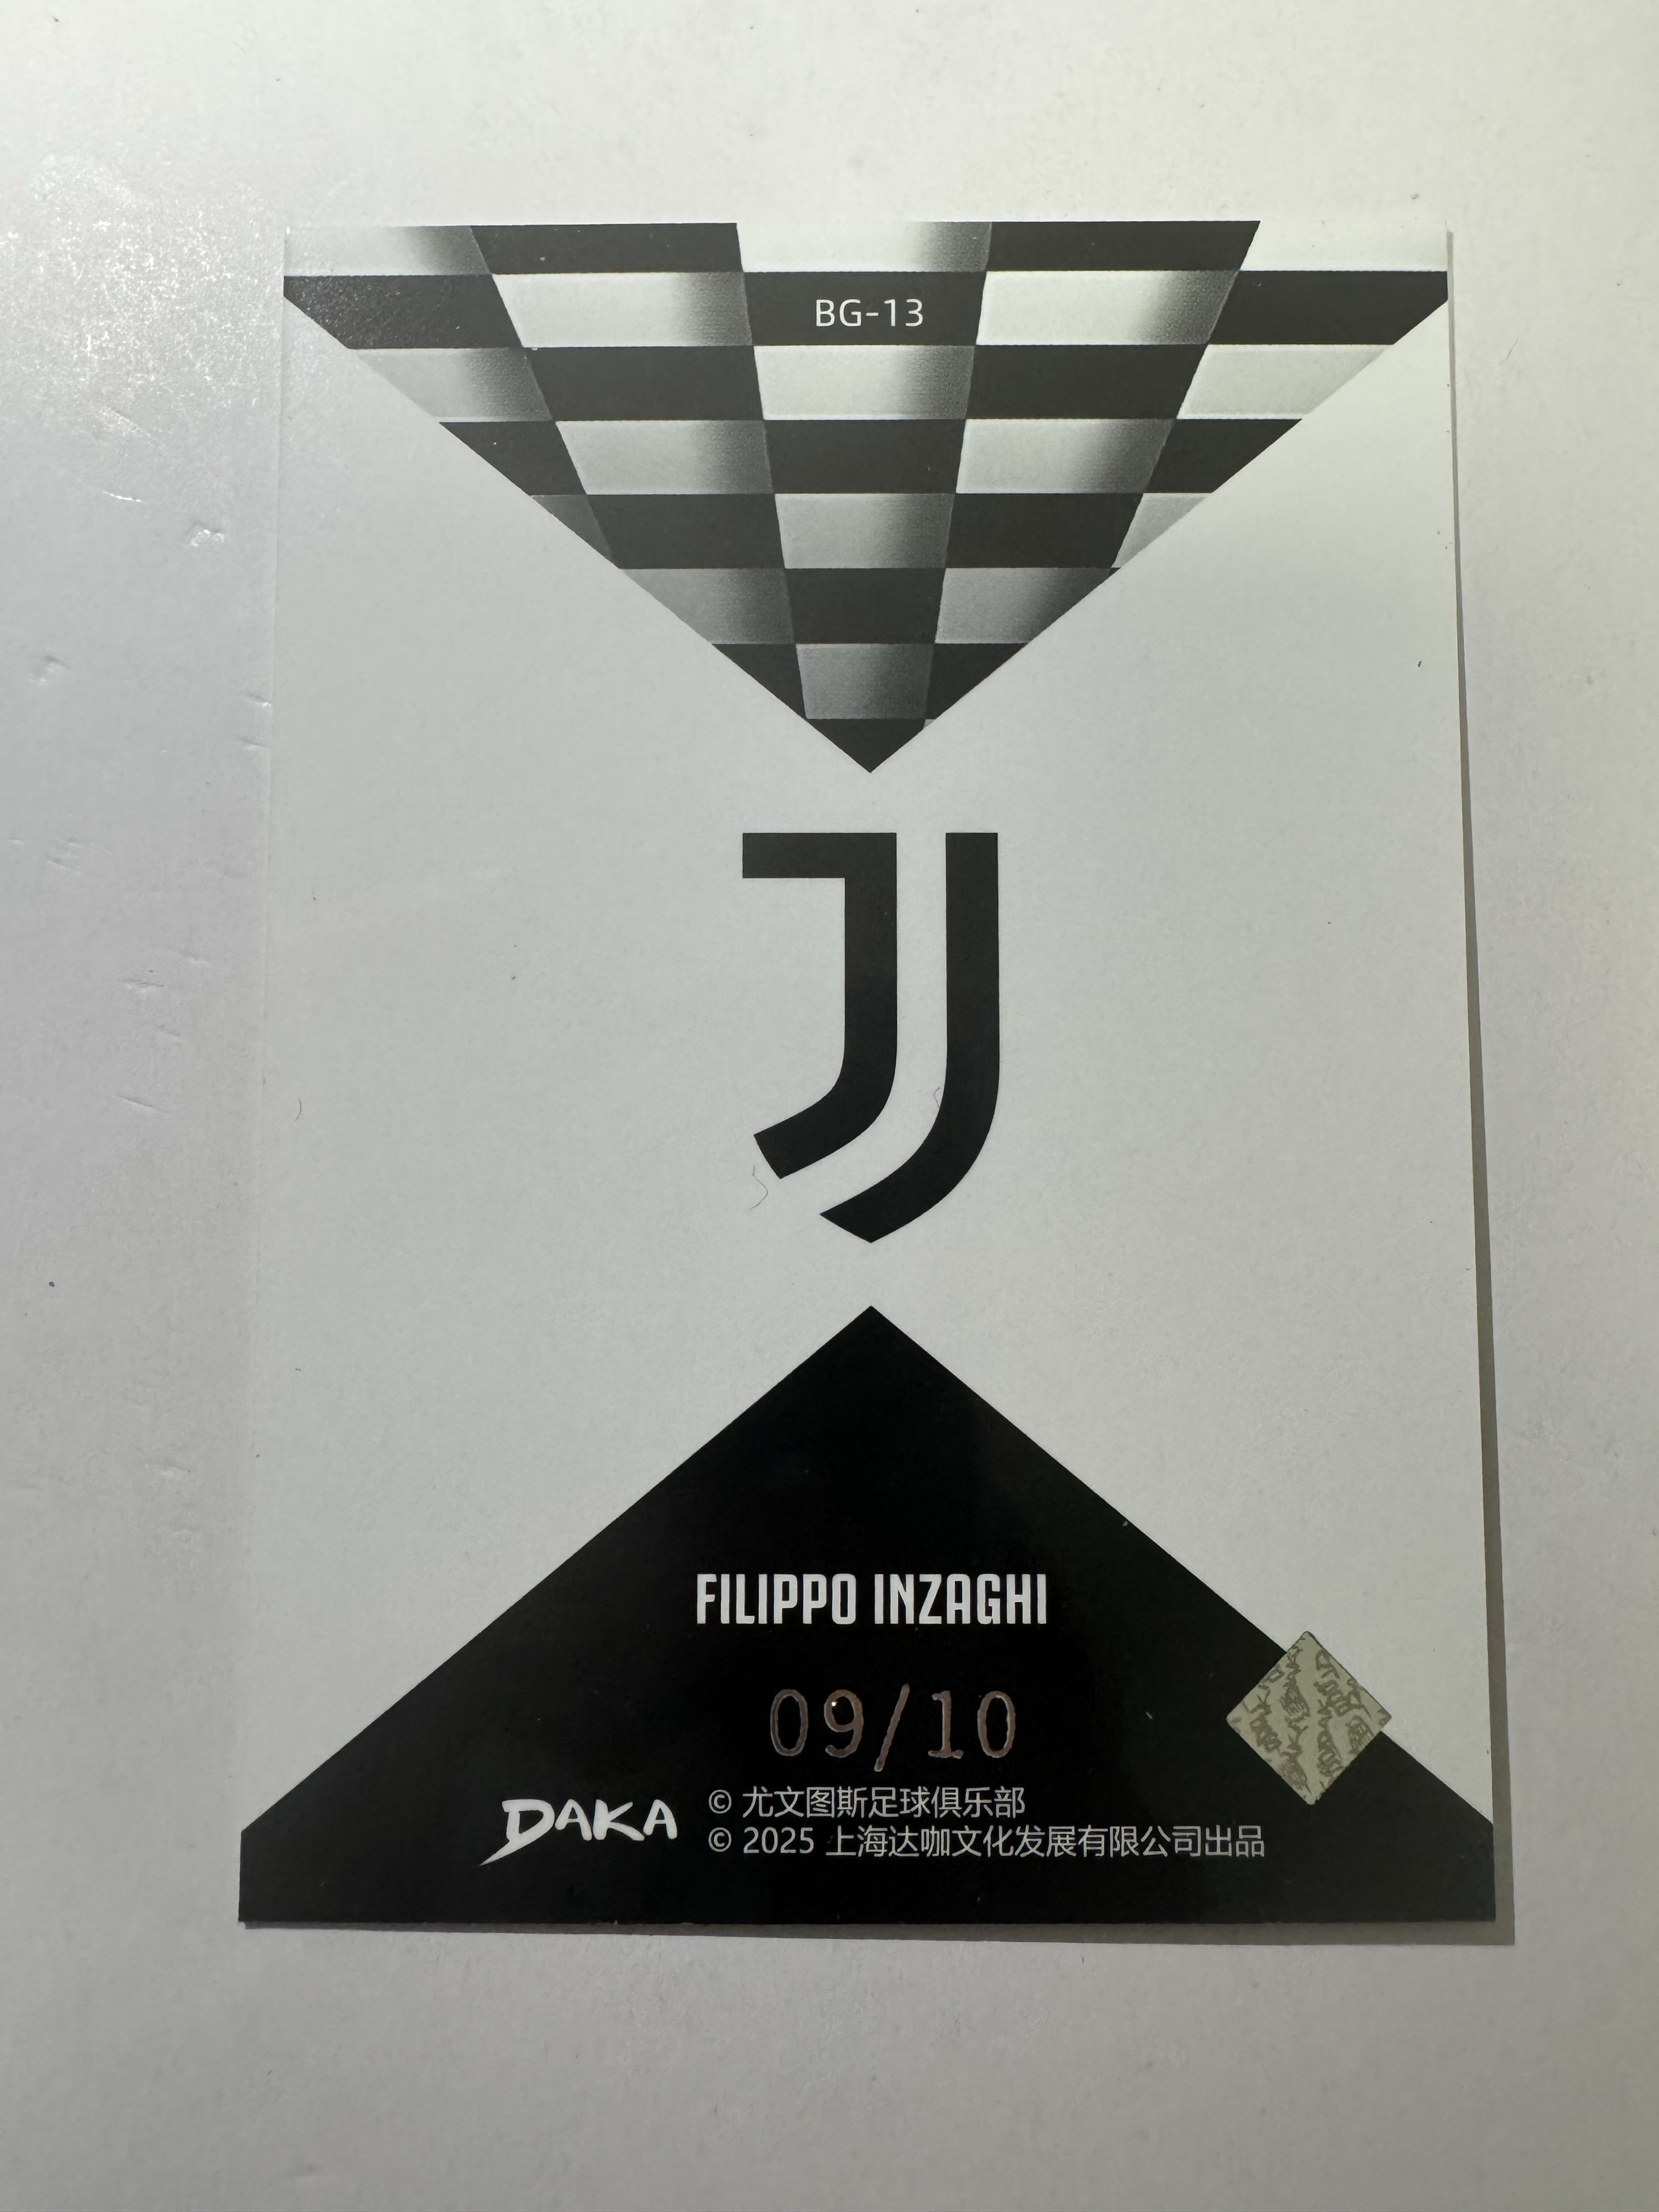 BG-13
FILIPPO INZAGHI
09/10
DAKA
© 尤文图斯足球俱乐部
© 2025 上海达咖文化发展有限公司出品